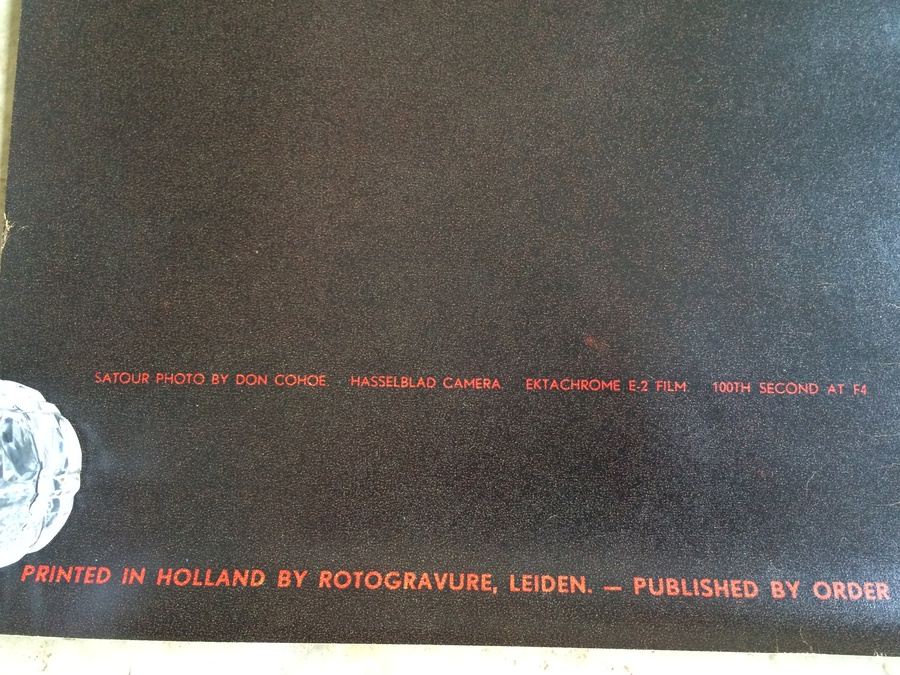 SATOUR PHOTO BY DON COHOE. HASSELBLAD CAMERA. EKTACHROME E-2 FILM. 100TH SECOND AT F4
PRINTED IN HOLLAND BY ROTOGRAVURE, LEIDEN. — PUBLISHED BY ORDER